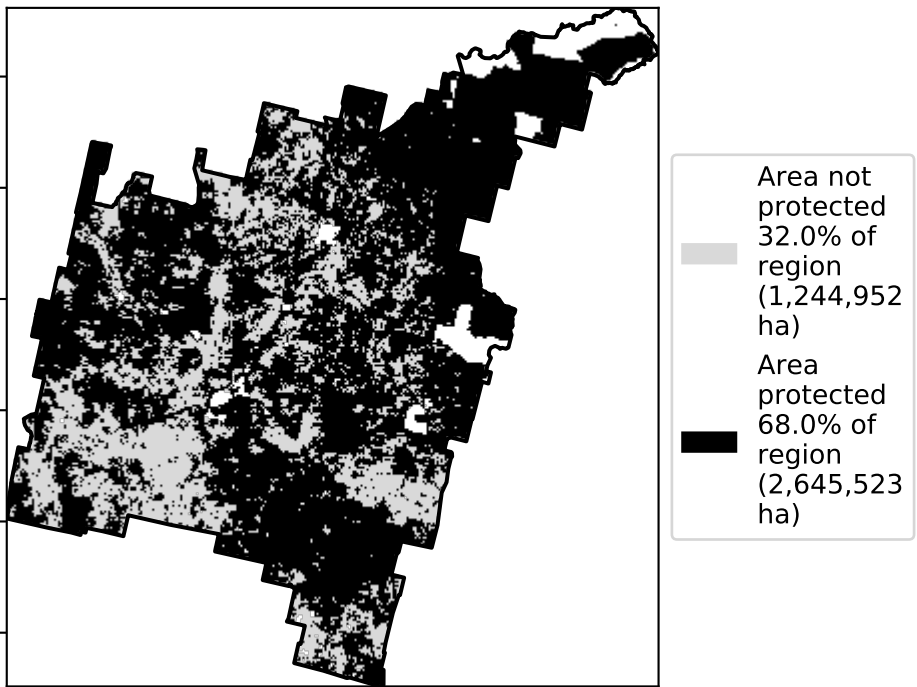 Area not
protected
32.0% of
region
(1,244,952
ha)
Area
protected
68.0% of
region
(2,645,523
ha)